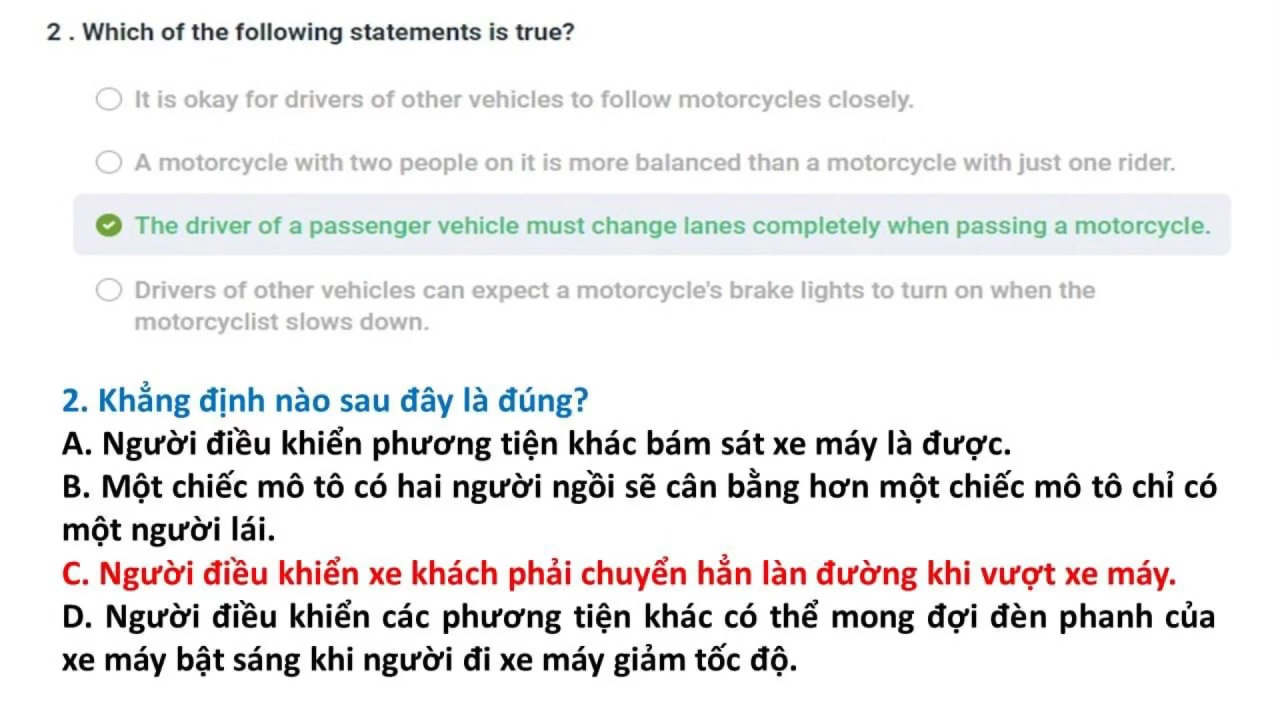 2 . Which of the following statements is true?
It is okay for drivers of other vehicles to follow motorcycles closely.
A motorcycle with two people on it is more balanced than a motorcycle with just one rider.
The driver of a passenger vehicle must change lanes completely when passing a motorcycle.
Drivers of other vehicles can expect a motorcycle's brake lights to turn on when the
motorcyclist slows down.
2. Khẳng định nào sau đây là đúng?
A. Người điều khiển phương tiện khác bám sát xe máy là được.
B. Một chiếc mô tô có hai người ngồi sẽ cân bằng hơn một chiếc mô tô chỉ có
một người lái.
C. Người điều khiển xe khách phải chuyển hẳn làn đường khi vượt xe máy.
D. Người điều khiển các phương tiện khác có thể mong đợi đèn phanh của
xe máy bật sáng khi người đi xe máy giảm tốc độ.